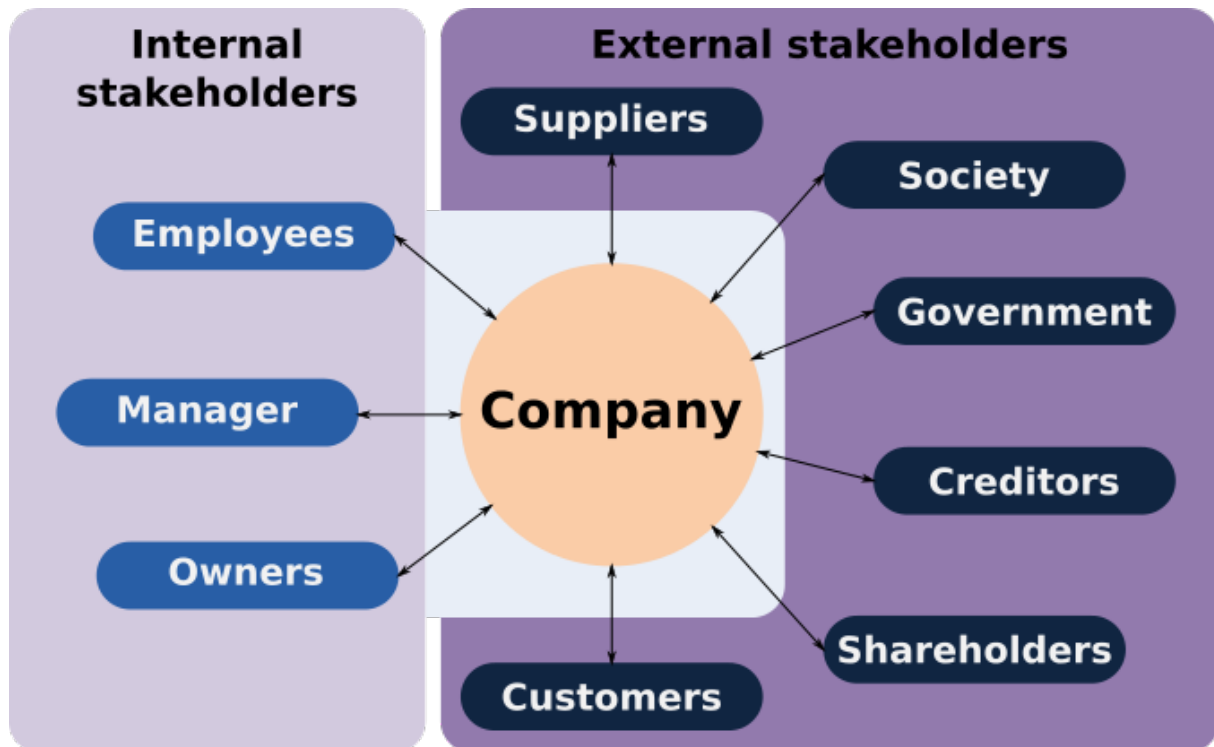 Internal
stakeholders
Employees
Manager
Owners
Company
External stakeholders
Suppliers
Society
Government
Creditors
Shareholders
Customers